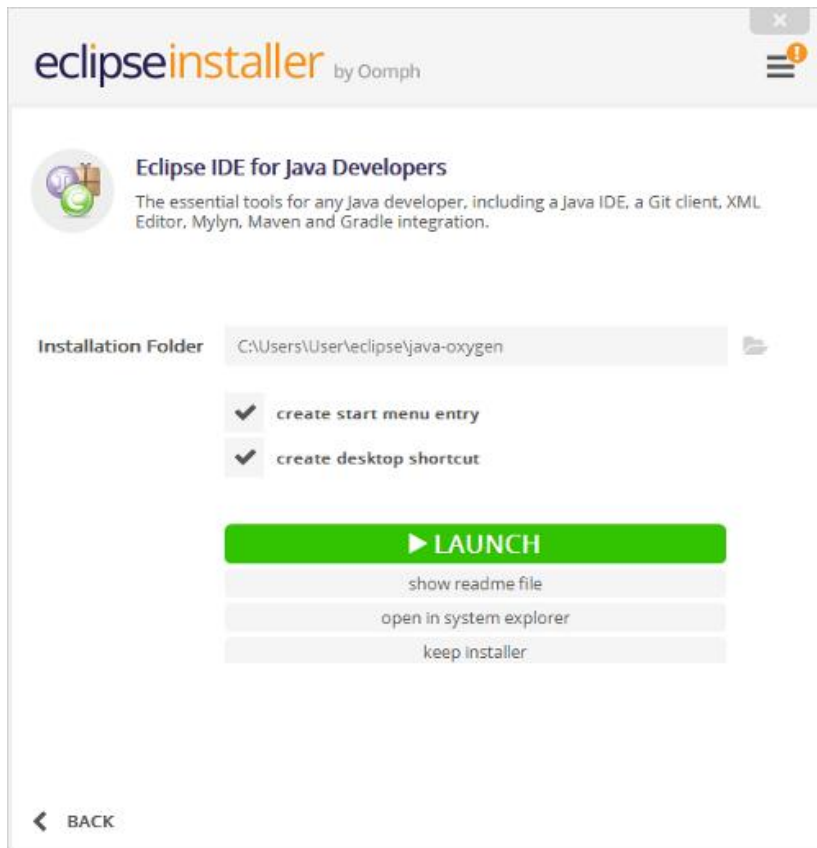 eclipseinstaller by Oomph
Eclipse IDE for Java Developers
The essential tools for any Java developer, including a Java IDE, a Git client, XML
Editor, Mylyn, Maven and Gradle integration.
Installation Folder C:\Users\User\eclipse\java-oxygen
create start menu entry
create desktop shortcut
LAUNCH
show readme file
open in system explorer
keep installer
BACK